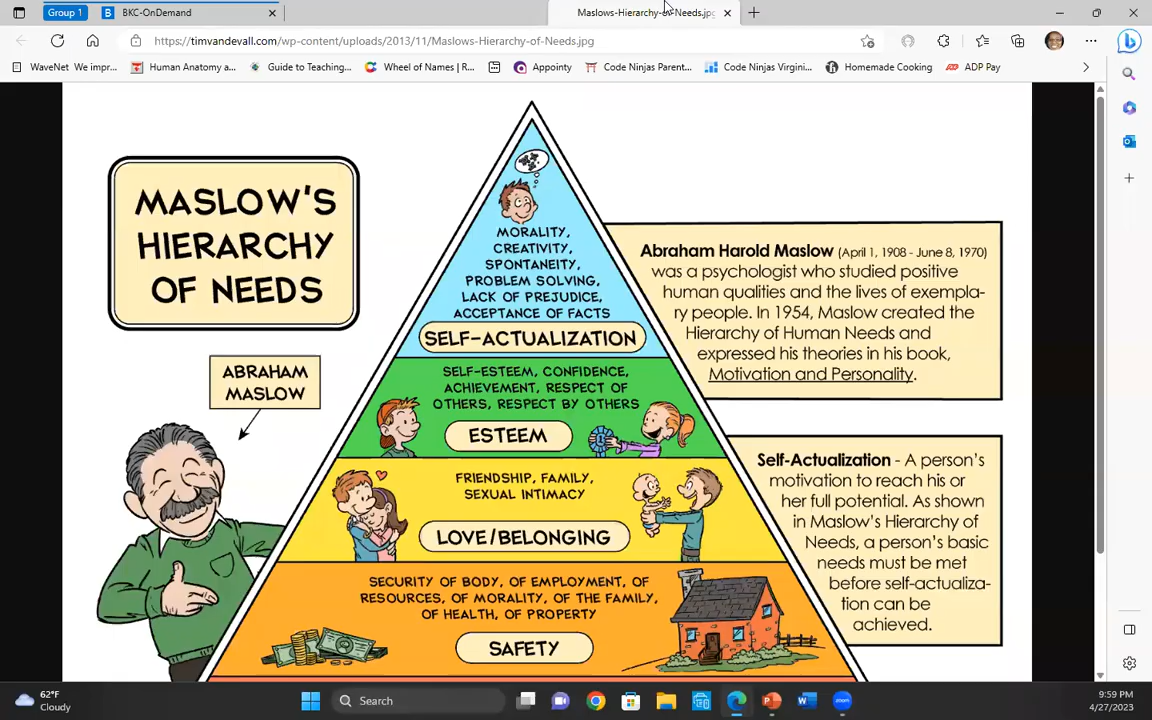 Group 1
BKC-OnDemand
Maslows-Hierarchy-of-Needs.jpg
https://timvandevall.com/wp-content/uploads/2013/11/Maslows-Hierarchy-of-Needs.jpg
WaveNet We impr...
Human Anatomy a...
Guide to Teaching...
Wheel of Names | R...
Appointy
Code Ninjas Parent...
Code Ninjas Virgini...
Homemade Cooking
ADP Pay
MASLOW'S
HIERARCHY
OF NEEDS
ABRAHAM
MASLOW
MORALITY,
CREATIVITY,
SPONTANEITY,
PROBLEM SOLVING,
LACK OF PREJUDICE,
ACCEPTANCE OF FACTS
SELF-ACTUALIZATION
SELF-ESTEEM, CONFIDENCE,
ACHIEVEMENT, RESPECT OF
OTHERS, RESPECT BY OTHERS
ESTEEM
1
FRIENDSHIP, FAMILY,
SEXUAL INTIMACY
LOVE/BELONGING
SECURITY OF BODY, OF EMPLOYMENT, OF
RESOURCES, OF MORALITY, OF THE FAMILY,
OF HEALTH, OF PROPERTY
SAFETY
Abraham Harold Maslow (April 1, 1908 - June 8, 1970)
was a psychologist who studied positive
human qualities and the lives of exempla-
ry people. In 1954, Maslow created the
Hierarchy of Human Needs and
expressed his theories in his book,
Motivation and Personality.
Self-Actualization - A person's
motivation to reach his or
her full potential. As shown
in Maslow's Hierarchy of
Needs, a person's basic
needs must be met
before self-actualiza-
tion can be
achieved.
62°F
Cloudy
Search
9:59 PM
4/27/2023